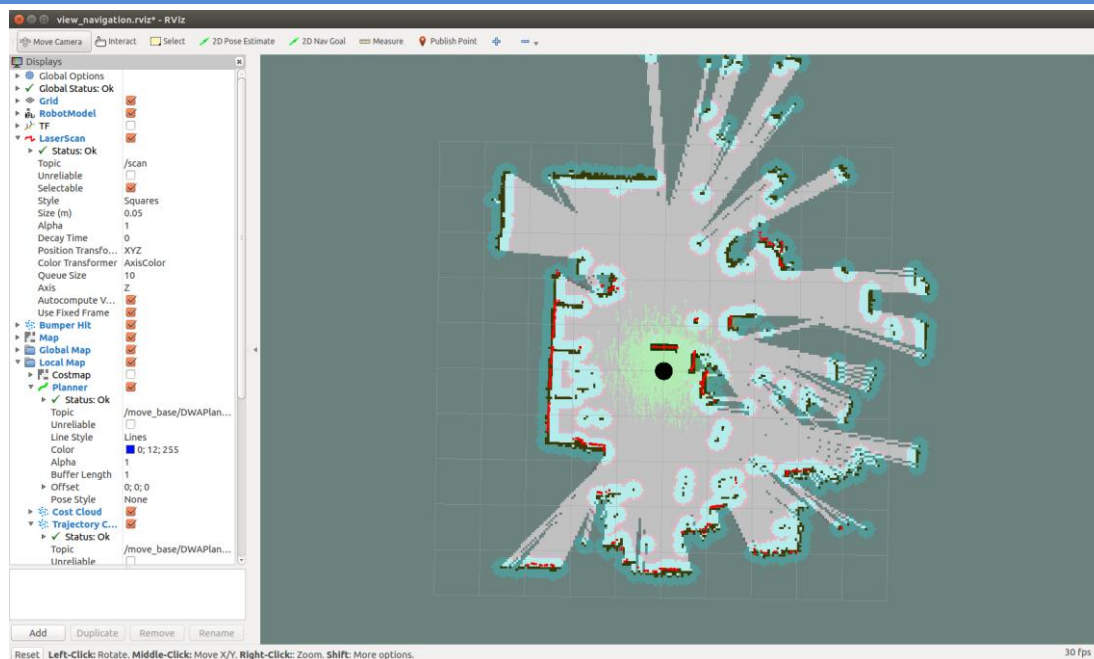 view_navigation.rviz* - RViz
Move Camera Interact Select 2D Pose Estimate 2D Nav Goal Measure Publish Point
Displays
Global Options
Global Status: Ok
Grid
RobotModel
TF
LaserScan
Status: Ok
Topic /scan
Unreliable
Selectable
Style Squares
Size (m) 0.05
Alpha 1
Decay Time 0
Position Transfo... XYZ
Color Transformer AxisColor
Queue Size 10
Axis Z
Autocompute V...
Use Fixed Frame
Bumper Hit
Map
Global Map
Local Map
Costmap
Planner
Status: Ok
Topic /move_base/DWAPlan...
Unreliable
Line Style Lines
Color 0; 12; 255
Alpha 1
Buffer Length 1
Offset 0; 0; 0
Pose Style None
Cost Cloud
Trajectory C...
Status: Ok
Topic /move_base/DWAPlan...
Unreliable
Add Duplicate Remove Rename
Reset Left-Click: Rotate. Middle-Click: Move X/Y. Right-Click:: Zoom. Shift: More options. 30 fps